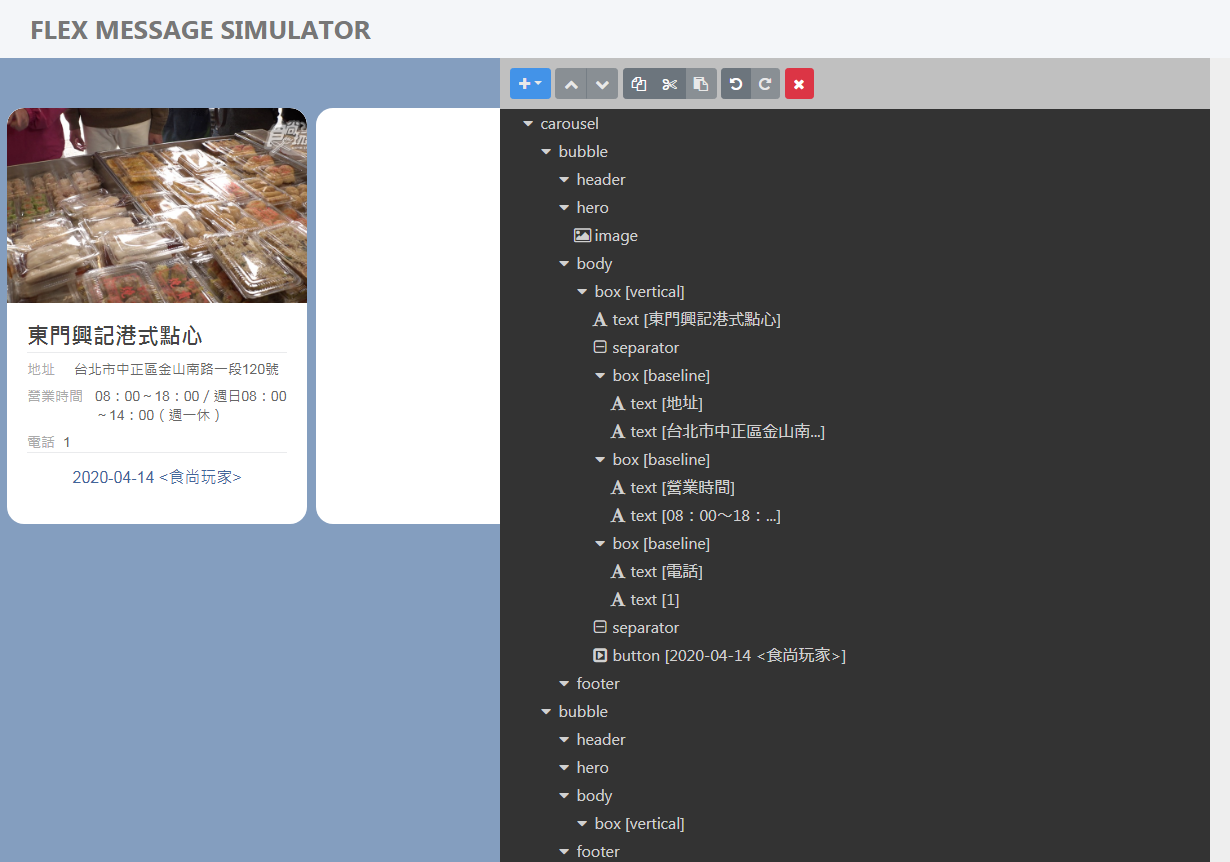 FLEX MESSAGE SIMULATOR
東門興記港式點心
地址 台北市中正區金山南路一段120號
營業時間 08：00～18：00 / 週日08：00
～14：00（週一休）
電話 1
2020-04-14 <食尚玩家>
carousel
bubble
header
hero
image
body
box [vertical]
text [東門興記港式點心]
separator
box [baseline]
text [地址]
text [台北市中正區金山南...]
box [baseline]
text [營業時間]
text [08：00～18：...]
box [baseline]
text [電話]
text [1]
separator
button [2020-04-14 <食尚玩家>]
footer
bubble
header
hero
body
box [vertical]
footer